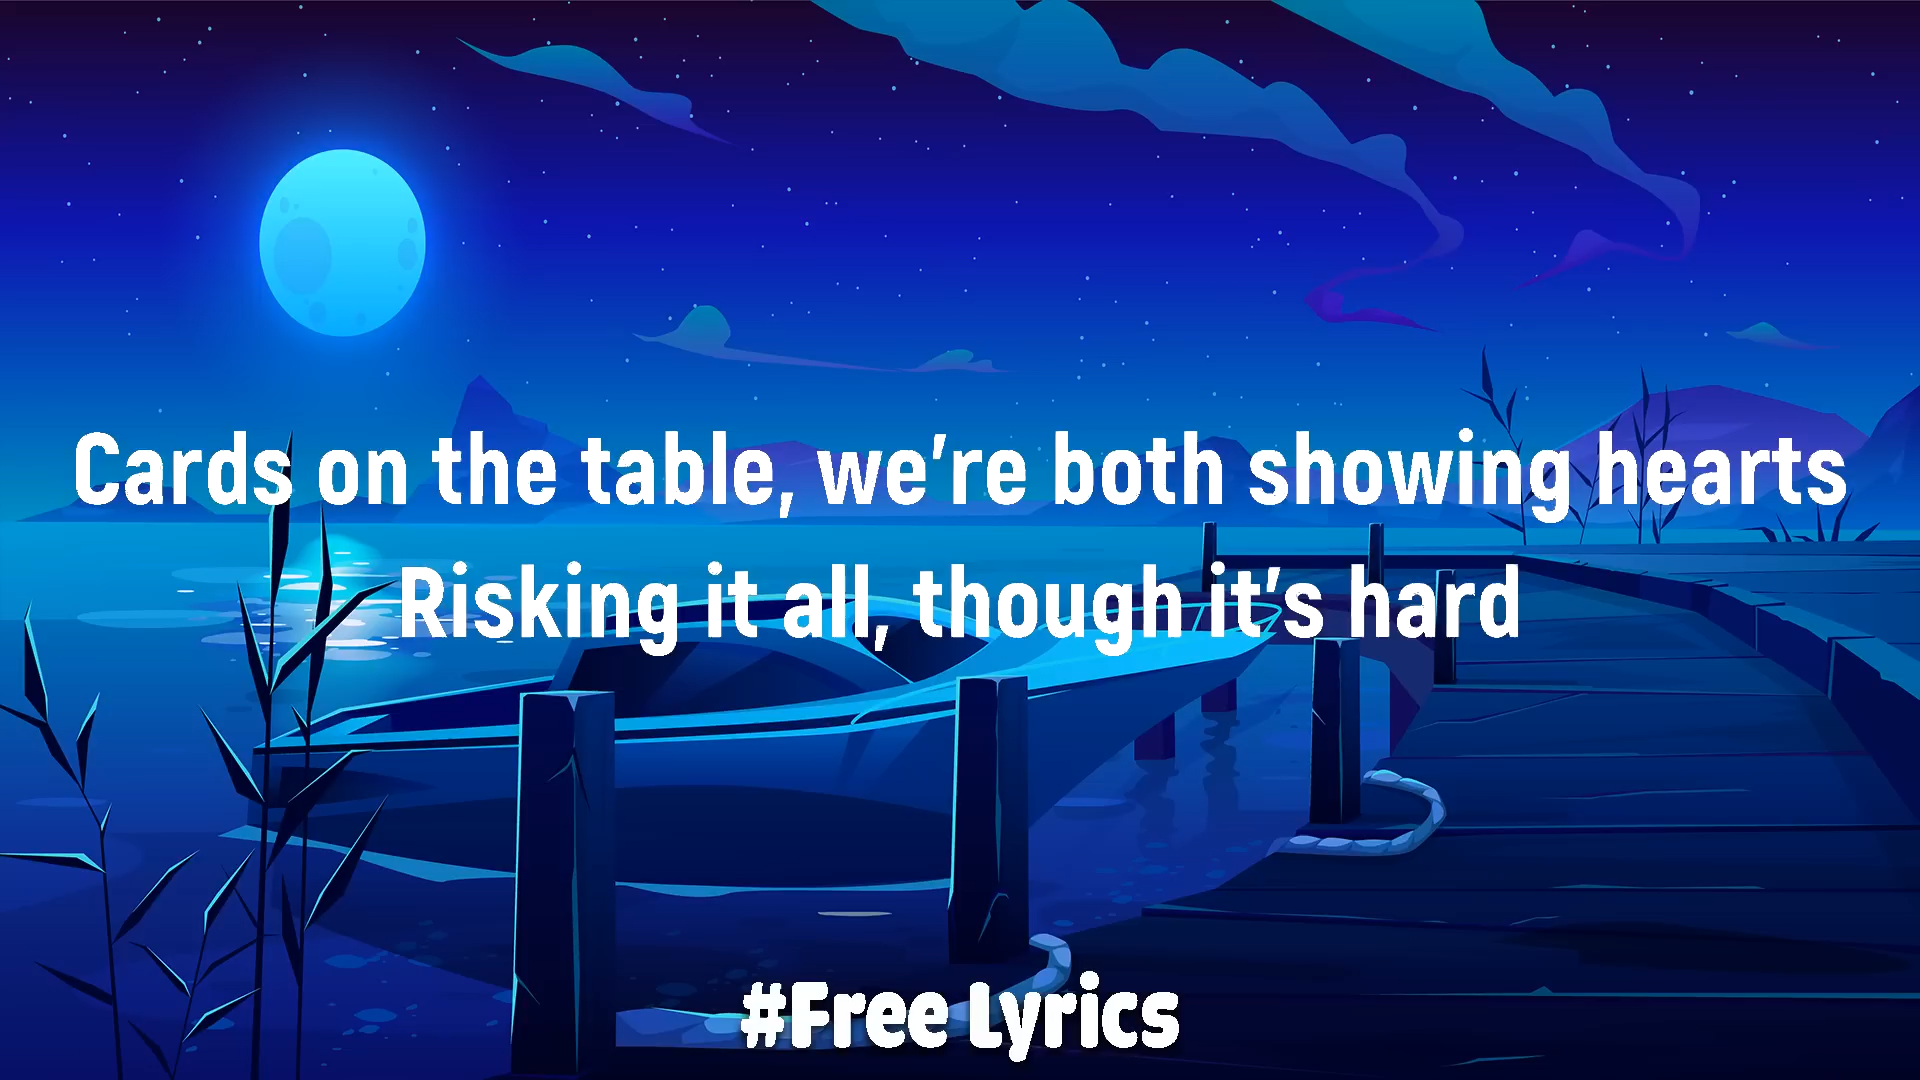 Cards on the table, we’re both showing hearts
Risking it all, though it’s hard
#Free Lyrics